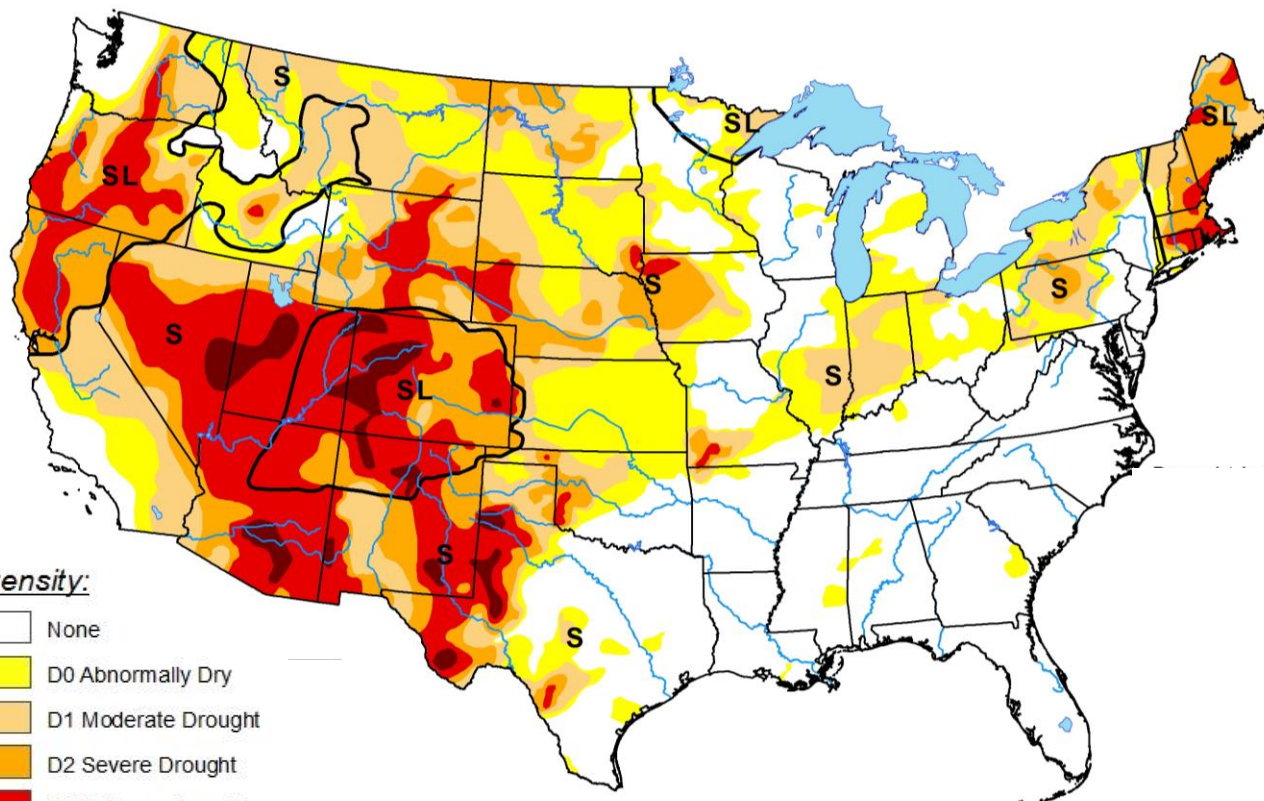 S
SL
SL
SL
S
S
S
SL
S
S
S
ensity:
None
D0 Abnormally Dry
D1 Moderate Drought
D2 Severe Drought